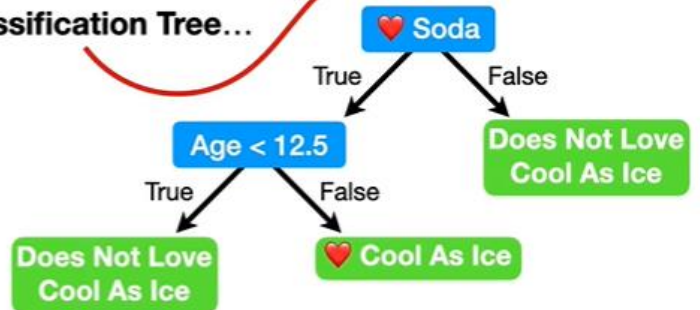 ssification Tree...
❤️ Soda
True
False
Age < 12.5
Does Not Love
Cool As Ice
True
False
Does Not Love
Cool As Ice
❤️ Cool As Ice